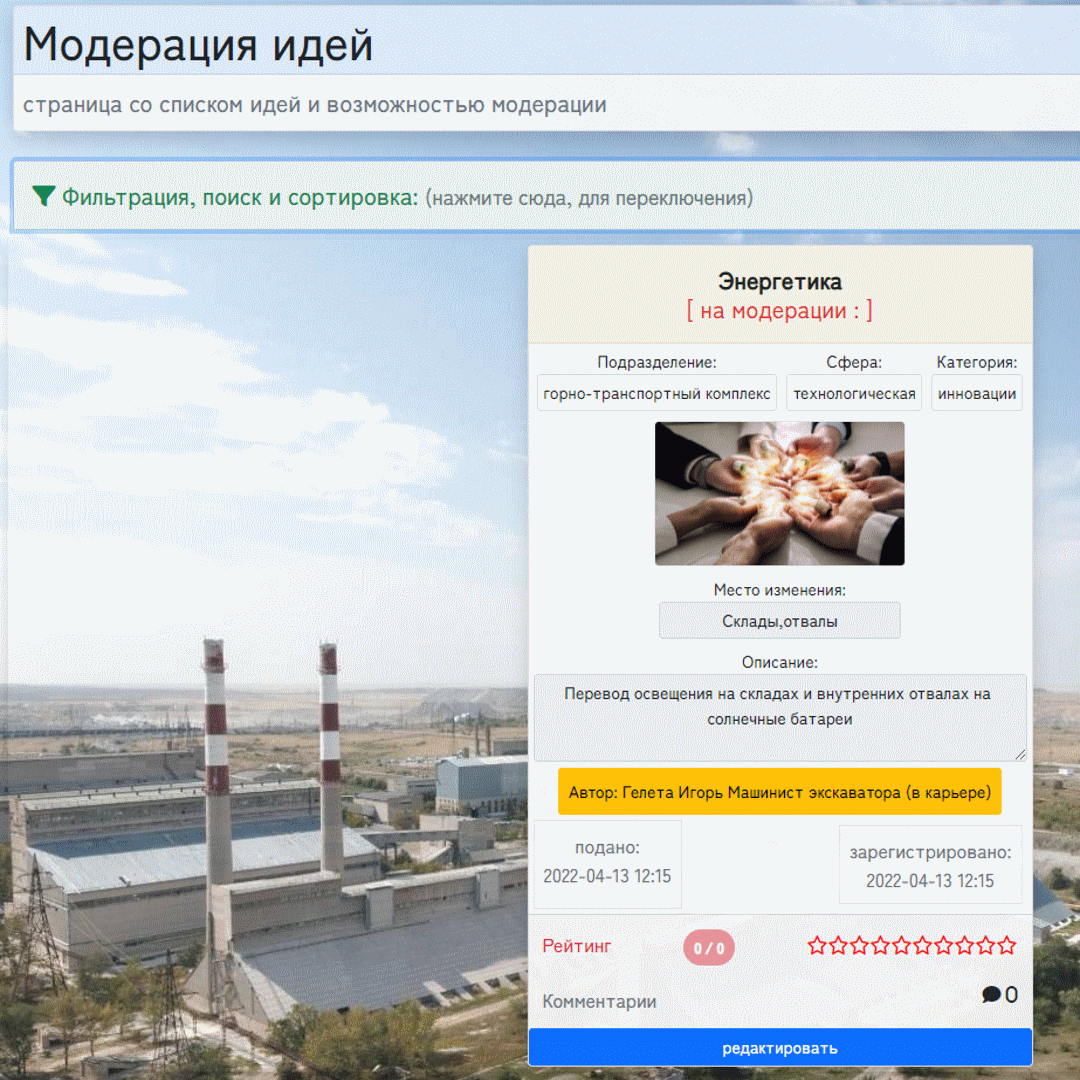 Модерация идей
страница со списком идей и возможностью модерации
Фильтрация, поиск и сортировка: (нажмите сюда, для переключения)
Энергетика
[ на модерации : ]
Подразделение: Сфера: Категория:
горно-транспортный комплекс технологическая инновации
Место изменения:
Склады,отвалы
Описание:
Перевод освещения на складах и внутренних отвалах на
солнечные батареи
Автор: Гелета Игорь Машинист экскаватора (в карьере)
подано: зарегистрировано:
2022-04-13 12:15 2022-04-13 12:15
Рейтинг 0 / 0
Комментарии 0
редактировать